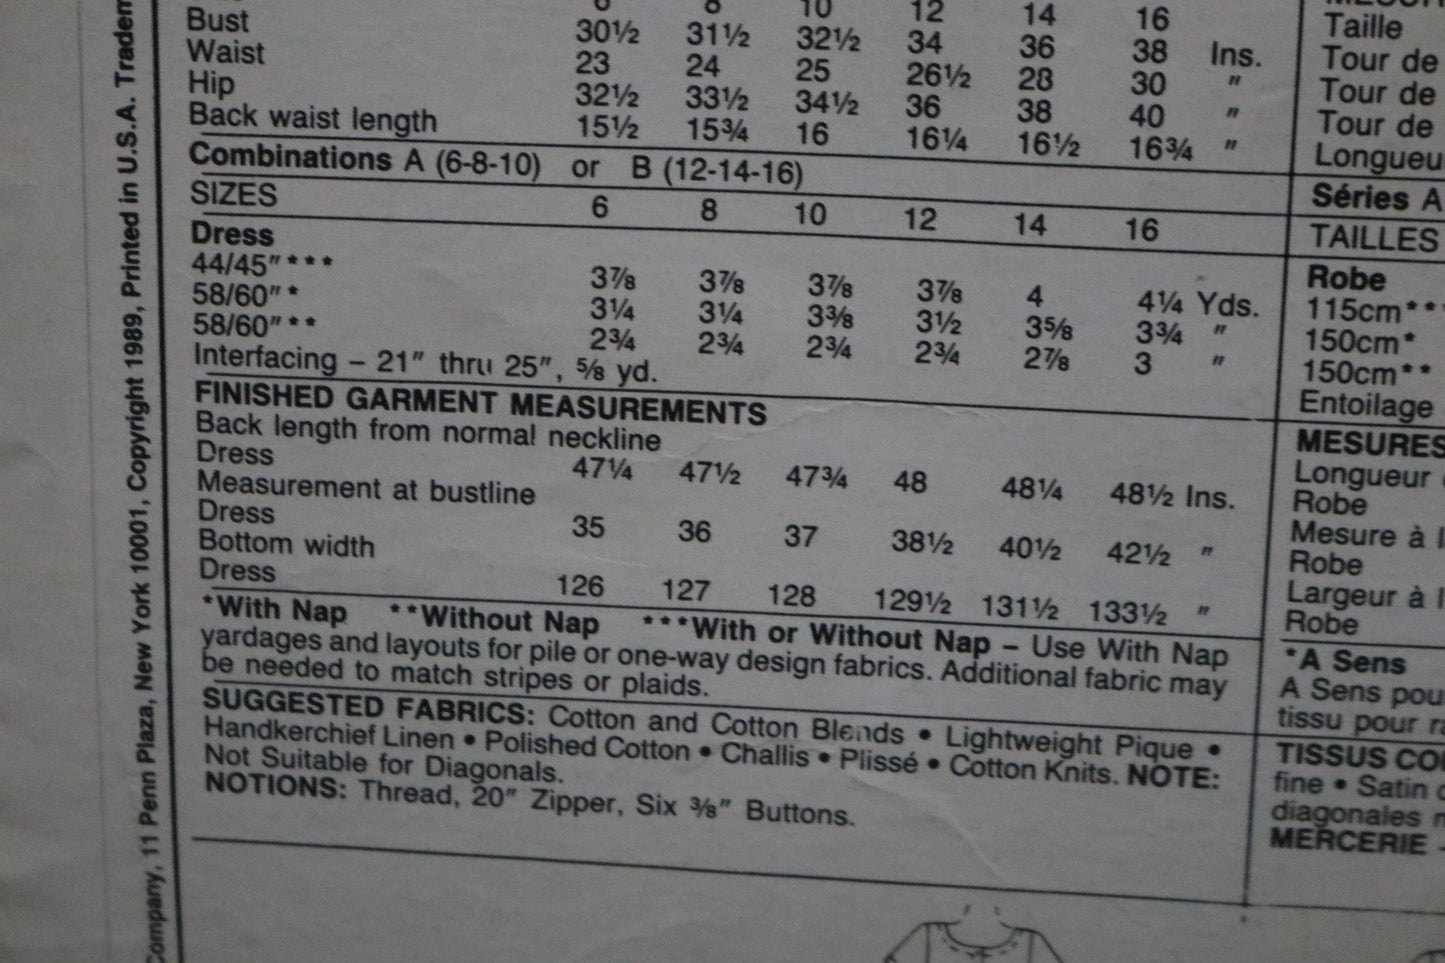 6 8 10 12 14 16
Bust 30½ 31½ 32½ 34 36 38 Ins.
Waist 23 24 25 26½ 28 30 "
Hip 32½ 33½ 34½ 36 38 40 "
Back waist length 15½ 15¾ 16 16¼ 16½ 16¾ "
Combinations A (6-8-10) or B (12-14-16)
SIZES 6 8 10 12 14 16
Dress
44/45"*** 3⅞ 3⅞ 3⅞ 3⅞ 4 4¼ Yds.
58/60"* 3¼ 3¼ 3⅜ 3½ 3⅝ 3¾ "
58/60"** 2¾ 2¾ 2¾ 2¾ 2⅞ 3 "
Interfacing – 21" thru 25", ⅝ yd.
FINISHED GARMENT MEASUREMENTS
Back length from normal neckline
Dress 47¼ 47½ 47¾ 48 48¼ 48½ Ins.
Measurement at bustline
Dress 35 36 37 38½ 40½ 42½ "
Bottom width
Dress 126 127 128 129½ 131½ 133½ "
*With Nap **Without Nap ***With or Without Nap – Use With Nap
yardages and layouts for pile or one-way design fabrics. Additional fabric may
be needed to match stripes or plaids.
SUGGESTED FABRICS: Cotton and Cotton Blends • Lightweight Pique •
Handkerchief Linen • Polished Cotton • Challis • Plissé • Cotton Knits. NOTE:
Not Suitable for Diagonals.
NOTIONS: Thread, 20" Zipper, Six ⅜" Buttons.
Taille
Tour de
Tour de
Tour de
Longueu
Séries A
TAILLES
Robe
115cm**
150cm*
150cm**
Entoilage
MESURES
Longueur
Robe
Mesure à l
Robe
Largeur à l
Robe
*A Sens
A Sens pou
tissu pour ra
TISSUS CO
fine • Satin
diagonales
MERCERIE -
Company, 11 Penn Plaza, New York 10001, Copyright 1989, Printed in U.S.A. Tradem